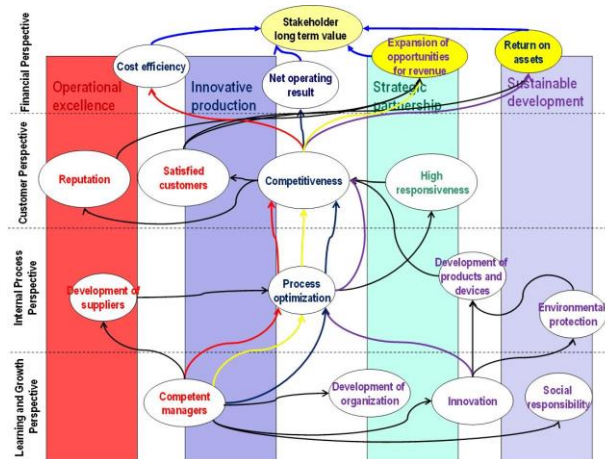 Financial Perspective
Stakeholder
long term value
Cost efficiency
Expansion of
opportunities
for revenue
Return on
assets
Operational
excellence
Innovative
production
Net operating
result
Strategic
partnership
Sustainable
development
Customer Perspective
Reputation
Satisfied
customers
Competitiveness
High
responsiveness
Internal Process
Perspective
Development of
suppliers
Process
optimization
Development of
products and
devices
Environmental
protection
Learning and Growth
Perspective
Competent
managers
Development of
organization
Innovation
Social
responsibility